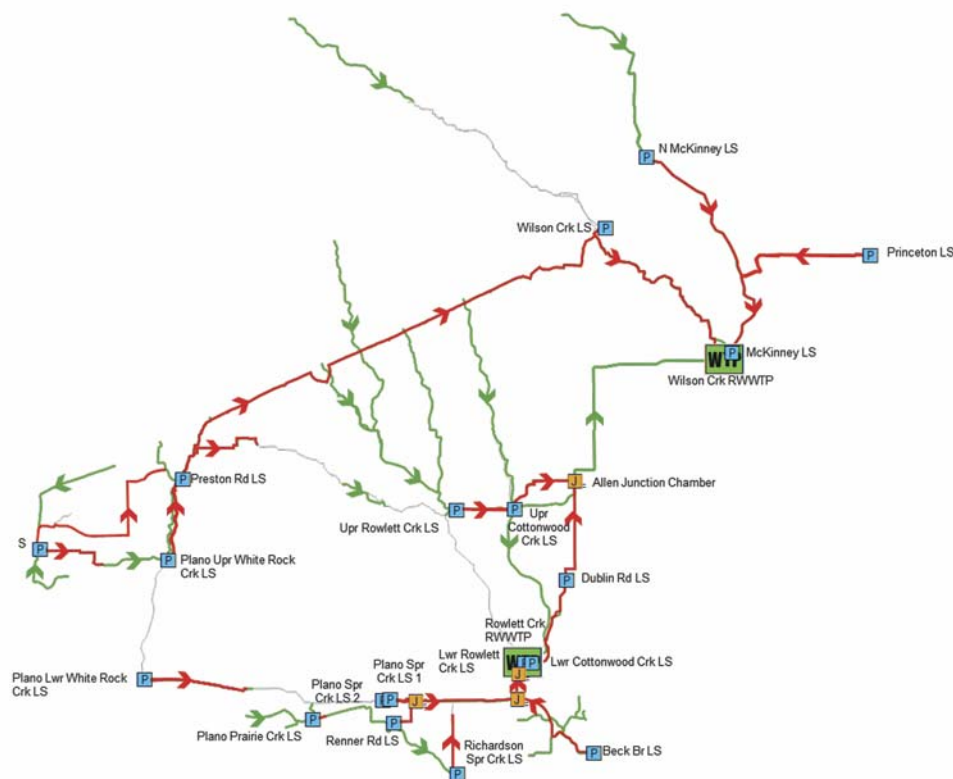 P
N McKinney LS
Wilson Crk LS
P
P
Princeton LS
WTP
P
McKinney LS
Wilson Crk RWWTP
P
Preston Rd LS
J
Allen Junction Chamber
P
Upr Rowlett Crk LS
P
Upr
Cottonwood
Crk LS
S
P
P
Plano Upr White Rock
Crk LS
P
Dublin Rd LS
Rowlett Crk
RWWTP
Lwr Rowlett
Crk LS
P
Lwr Cottonwood Crk LS
J
Plano Lwr White Rock
Crk LS
P
Plano Spr
Crk LS 1
Plano Spr
Crk LS 2
P
J
J
P
Plano Prairie Crk LS
P
Renner Rd LS
Richardson
Spr Crk LS
P
P
Beck Br LS